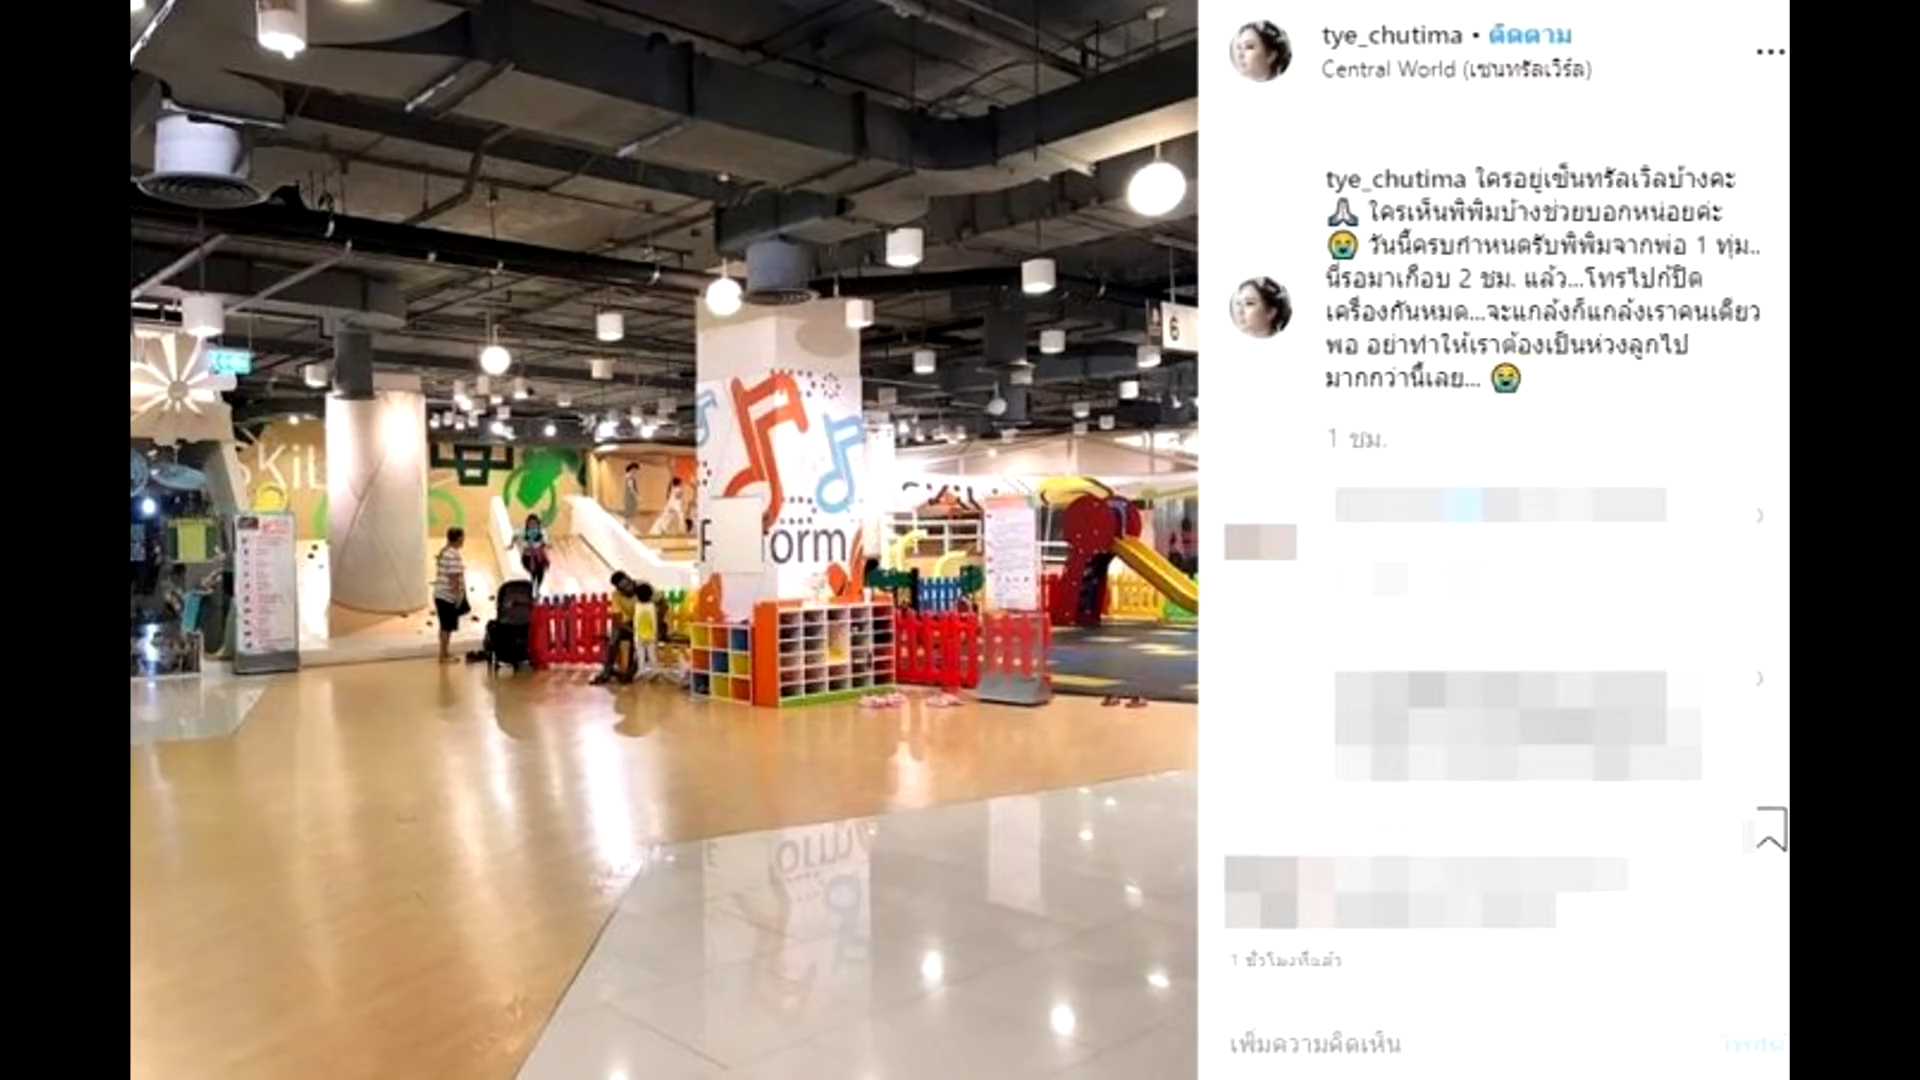 tye_chutima • ติดตาม
Central World (เซนทรัลเวิร์ล)
tye_chutima ใครอยู่เซ็นทรัลเวิลบ้างคะ
🙏🏻 ใครเห็นพิพิมบ้างช่วยบอกหน่อยค่ะ
😭 วันนี้ครบกำหนดรับพิพิมจากพ่อ 1 ทุ่ม..
นี่รอมาเกือบ 2 ชม. แล้ว...โทรไปก้ปิด
เครื่องกันหมด...จะแกล้งก็แกล้งเราคนเดียว
พอ อย่าทำให้เราต้องเป็นห่วงลูกไป
มากกว่านี้เลย... 😭
1 ชม.
1 ชั่วโมงที่แล้ว
เพิ่มความคิดเห็น
โพสต์
6
SKiL
form